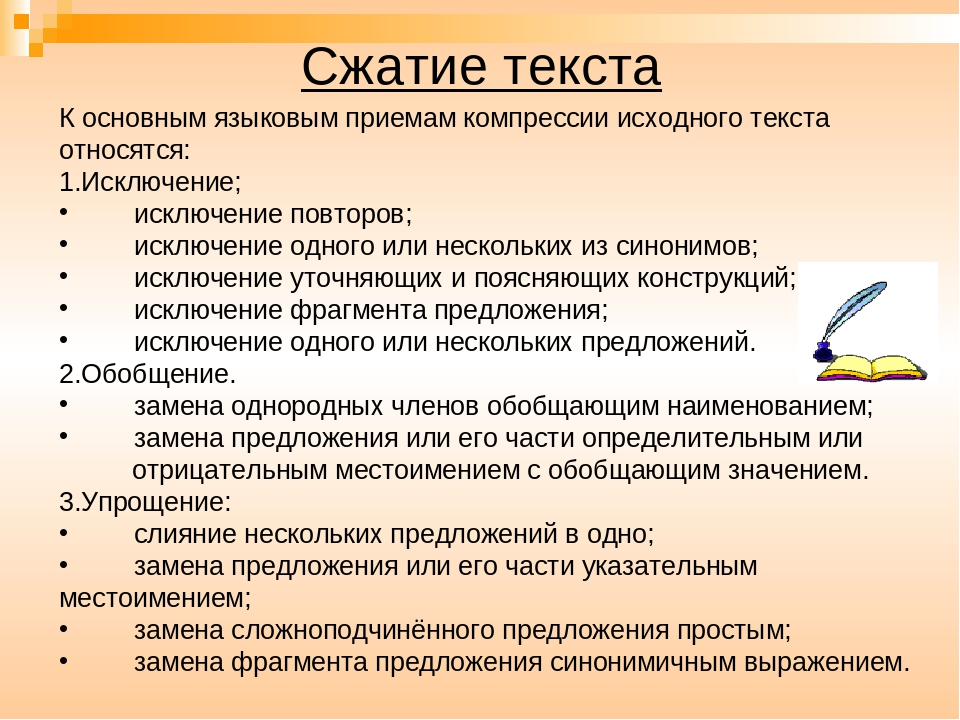 Сжатие текста
К основным языковым приемам компрессии исходного текста
относятся:
1.Исключение;
• исключение повторов;
• исключение одного или нескольких из синонимов;
• исключение уточняющих и поясняющих конструкций;
• исключение фрагмента предложения;
• исключение одного или нескольких предложений.
2.Обобщение.
• замена однородных членов обобщающим наименованием;
• замена предложения или его части определительным или
отрицательным местоимением с обобщающим значением.
3.Упрощение:
• слияние нескольких предложений в одно;
• замена предложения или его части указательным
местоимением;
• замена сложноподчинённого предложения простым;
• замена фрагмента предложения синонимичным выражением.